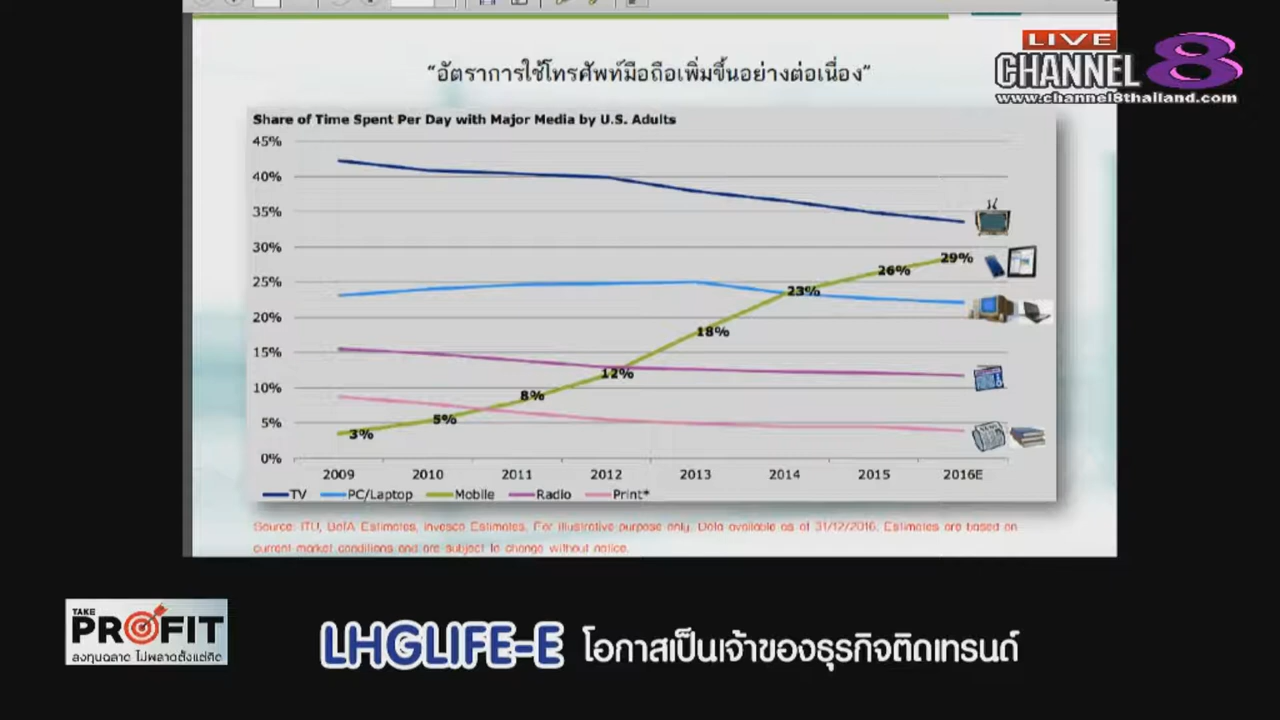 LIVE
CHANNEL 8
www.channel8thailand.com
“อัตราการใช้โทรศัพท์มือถือเพิ่มขึ้นอย่างต่อเนื่อง”
Share of Time Spent Per Day with Major Media by U.S. Adults
45%
40%
35%
30%
25%
20%
15%
10%
5%
0%
3%
5%
8%
12%
18%
23%
26%
29%
2009 2010 2011 2012 2013 2014 2015 2016E
TV PC/Laptop Mobile Radio Print*
Source: ITU, BofA Estimates, Invesco Estimates. For illustrative purpose only. Data available as of 31/12/2016. Estimates are based on
current market conditions and are subject to change without notice.
TAKE
PROFIT
ลงทุนฉลาด ไม่พลาดตั้งแต่คิด
LHGLIFE-E โอกาสเป็นเจ้าของธุรกิจติดเทรนด์